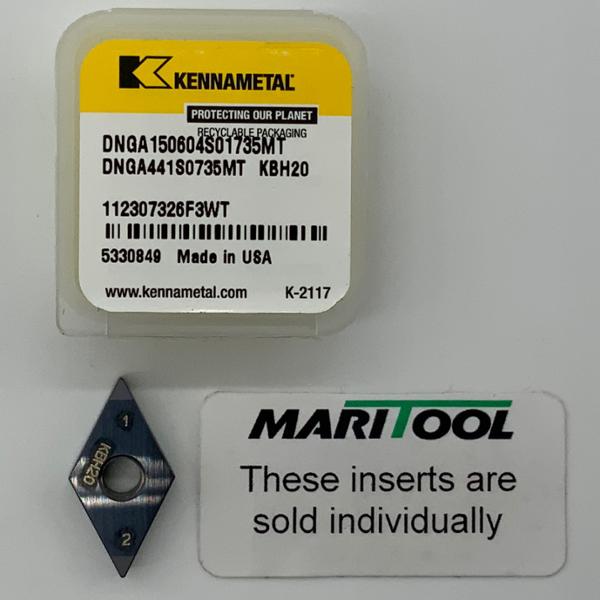 KENNAMETAL
PROTECTING OUR PLANET
RECYCLABLE PACKAGING
DNGA150604S01735MT
DNGA441S0735MT KBH20
112307326F3WT
5330849 Made in USA
www.kennametal.com K-2117
1
KBH20
2
MARITOOL
These inserts are
sold individually